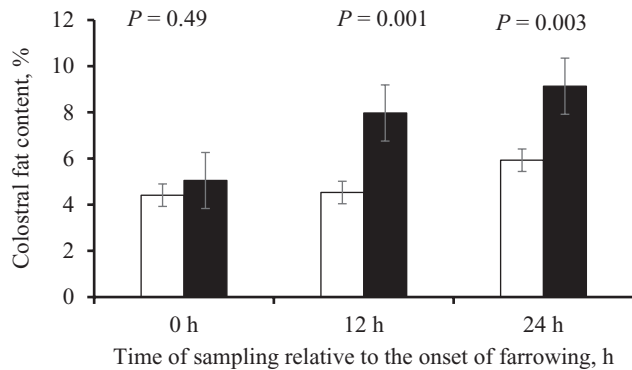 P = 0.49 P = 0.001 P = 0.003
12
10
8
6
4
2
0
Colostral fat content, %
0 h 12 h 24 h
Time of sampling relative to the onset of farrowing, h